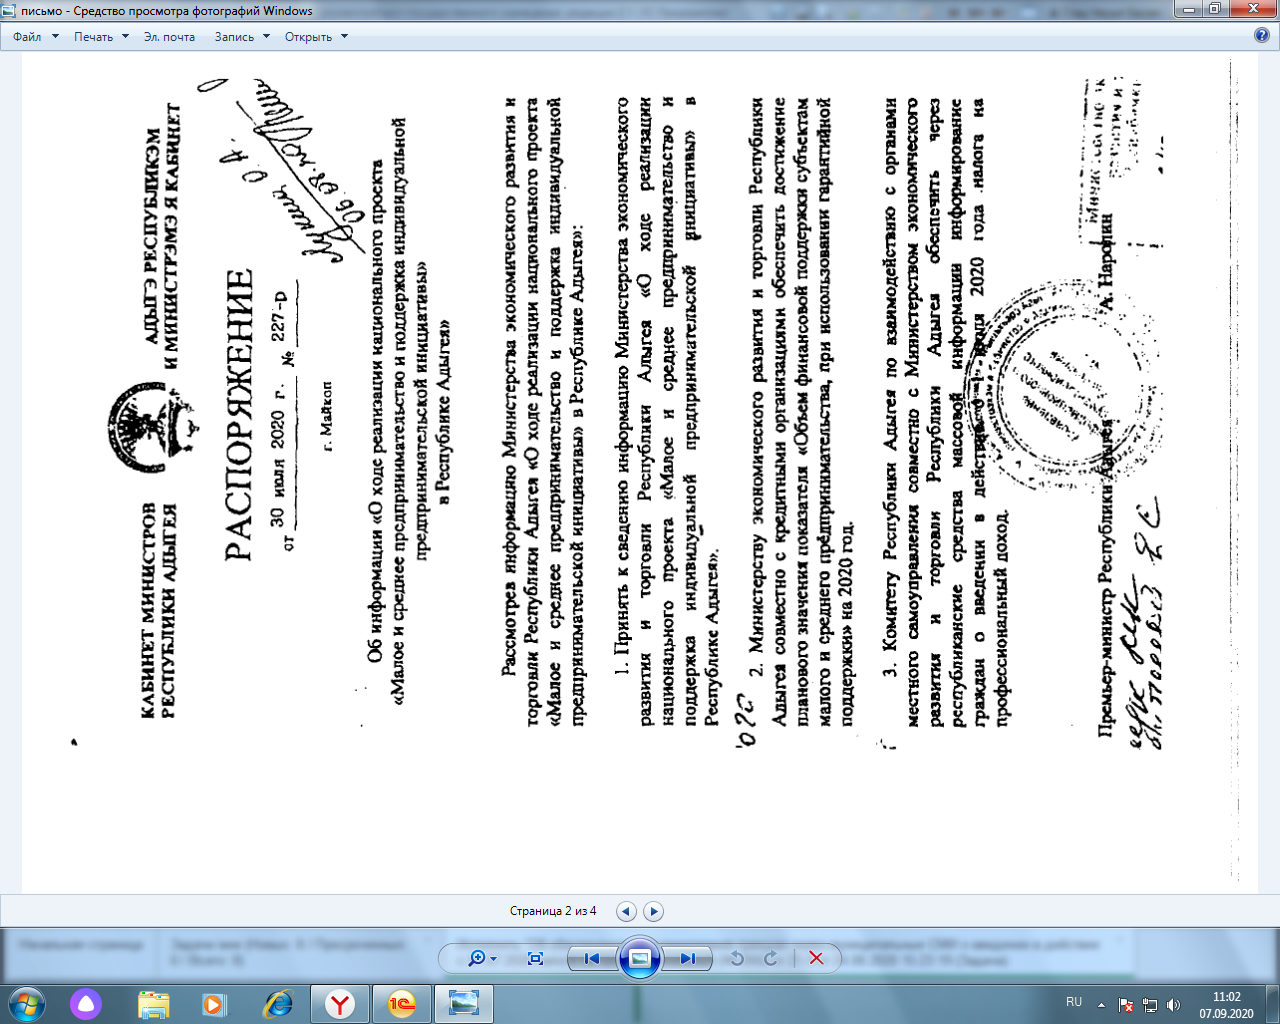 письмо - Средство просмотра фотографий Windows
Файл Печать Эл. почта Запись Открыть
КАБИНЕТ МИНИСТРОВ
РЕСПУБЛИКИ АДЫГЕЯ
АДЫГЭ РЕСПУБЛИКЭМ
И МИНИСТРЭМЭ Я КАБИНЕТ
РАСПОРЯЖЕНИЕ
от 30 июля 2020 г. № 227-р
г. Майкоп
06.08.20
Об информации «О ходе реализации национального проекта
«Малое и среднее предпринимательство и поддержка индивидуальной
предпринимательской инициативы»
в Республике Адыгея»
Рассмотрев информацию Министерства экономического развития и
торговли Республики Адыгея «О ходе реализации национального проекта
«Малое и среднее предпринимательство и поддержка индивидуальной
предпринимательской инициативы» в Республике Адыгея»:
1. Принять к сведению информацию Министерства экономического
развития и торговли Республики Адыгея «О ходе реализации
национального проекта «Малое и среднее предпринимательство и
поддержка индивидуальной предпринимательской инициативы» в
Республике Адыгея».
2. Министерству экономического развития и торговли Республики
Адыгея совместно с кредитными организациями обеспечить достижение
планового значения показателя «Объем финансовой поддержки субъектам
малого и среднего предпринимательства, при использовании гарантийной
поддержки» на 2020 год.
3. Комитету Республики Адыгея по взаимодействию с органами
местного самоуправления совместно с Министерством экономического
развития и торговли Республики Адыгея обеспечить через
республиканские средства массовой информации информирование
граждан о введении в действие с июля 2020 года налога на
профессиональный доход.
Премьер-министр Республики Адыгея А. Наролин
Страница 2 из 4
Начальная страница
RU
11:02
07.09.2020